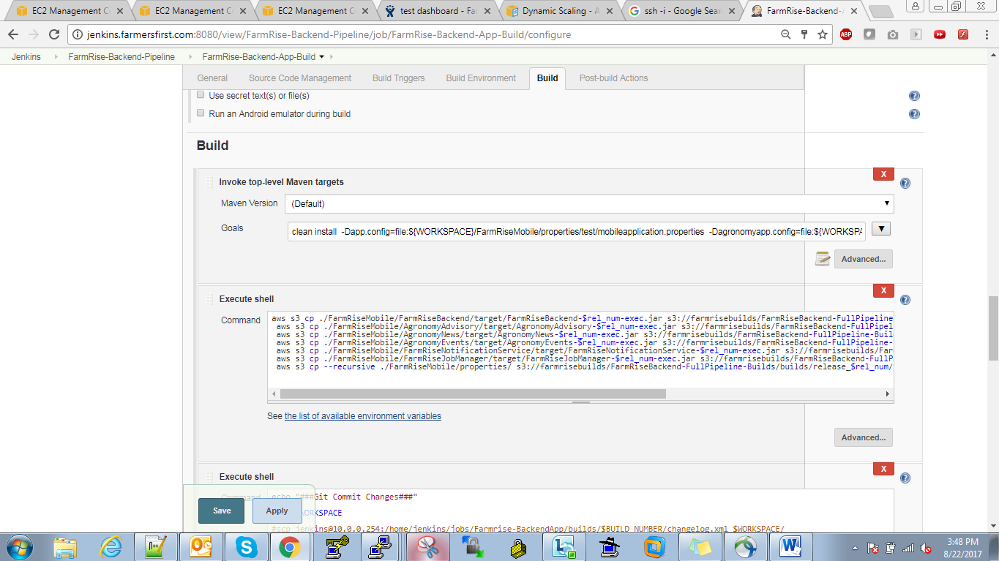 EC2 Management C
EC2 Management C
EC2 Management C
test dashboard - Far
Dynamic Scaling - A
ssh -i - Google Sear
FarmRise-Backend-A
jenkins.farmersfirst.com:8080/view/FarmRise-Backend-Pipeline/job/FarmRise-Backend-App-Build/configure
ABP
Jenkins
FarmRise-Backend-Pipeline
FarmRise-Backend-App-Build
General
Source Code Management
Build Triggers
Build Environment
Build
Post-build Actions
Use secret text(s) or file(s)
Run an Android emulator during build
Build
Invoke top-level Maven targets
X
Maven Version
(Default)
Goals
clean install -Dapp.config=file:${WORKSPACE}/FarmRiseMobile/properties/test/mobileapplication.properties -Dagronomyapp.config=file:${WORKSPA
Advanced...
Execute shell
X
Command
aws s3 cp ./FarmRiseMobile/FarmRiseBackend/target/FarmRiseBackend-$rel_num-exec.jar s3://farmrisebuilds/FarmRiseBackend-FullPipeline
aws s3 cp ./FarmRiseMobile/AgronomyAdvisory/target/AgronomyAdvisory-$rel_num-exec.jar s3://farmrisebuilds/FarmRiseBackend-FullPipel
aws s3 cp ./FarmRiseMobile/AgronomyNews/target/AgronomyNews-$rel_num-exec.jar s3://farmrisebuilds/FarmRiseBackend-FullPipeline-Buil
aws s3 cp ./FarmRiseMobile/AgronomyEvents/target/AgronomyEvents-$rel_num-exec.jar s3://farmrisebuilds/FarmRiseBackend-FullPipeline-
aws s3 cp ./FarmRiseMobile/FarmRiseNotificationService/target/FarmRiseNotificationService-$rel_num-exec.jar s3://farmrisebuilds/Far
aws s3 cp ./FarmRiseMobile/FarmRiseJobManager/target/FarmRiseJobManager-$rel_num-exec.jar s3://farmrisebuilds/FarmRiseBackend-FullP
aws s3 cp --recursive ./FarmRiseMobile/properties/ s3://farmrisebuilds/FarmRiseBackend-FullPipeline-Builds/builds/release_$rel_num/
See the list of available environment variables
Advanced...
Execute shell
X
Command
echo "###Git Commit Changes###"
ORKSPACE
#scp jenkins@10.0.0.254:/home/jenkins/jobs/Farmrise-BackendApp/builds/$BUILD_NUMBER/changelog.xml $WORKSPACE/
Save
Apply
3:48 PM
8/22/2017